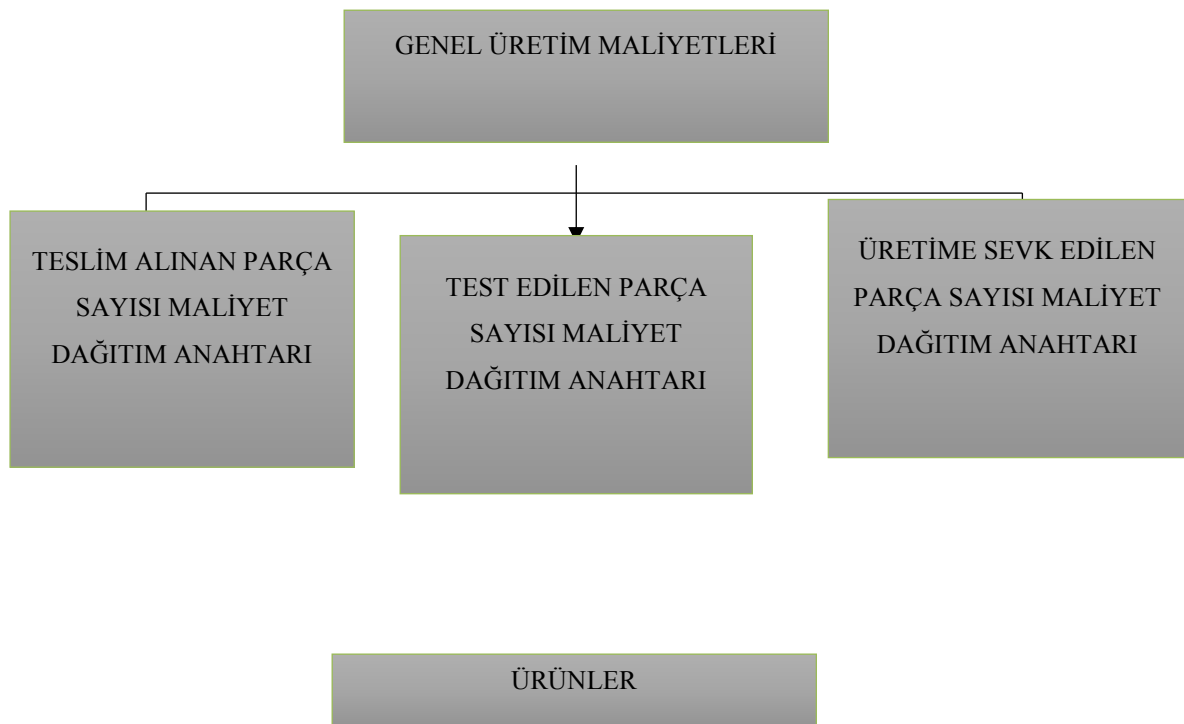 GENEL ÜRETİM MALİYETLERİ
TESLİM ALINAN PARÇA
SAYISI MALİYET
DAĞITIM ANAHTARI
TEST EDİLEN PARÇA
SAYISI MALİYET
DAĞITIM ANAHTARI
ÜRETİME SEVK EDİLEN
PARÇA SAYISI MALİYET
DAĞITIM ANAHTARI
ÜRÜNLER